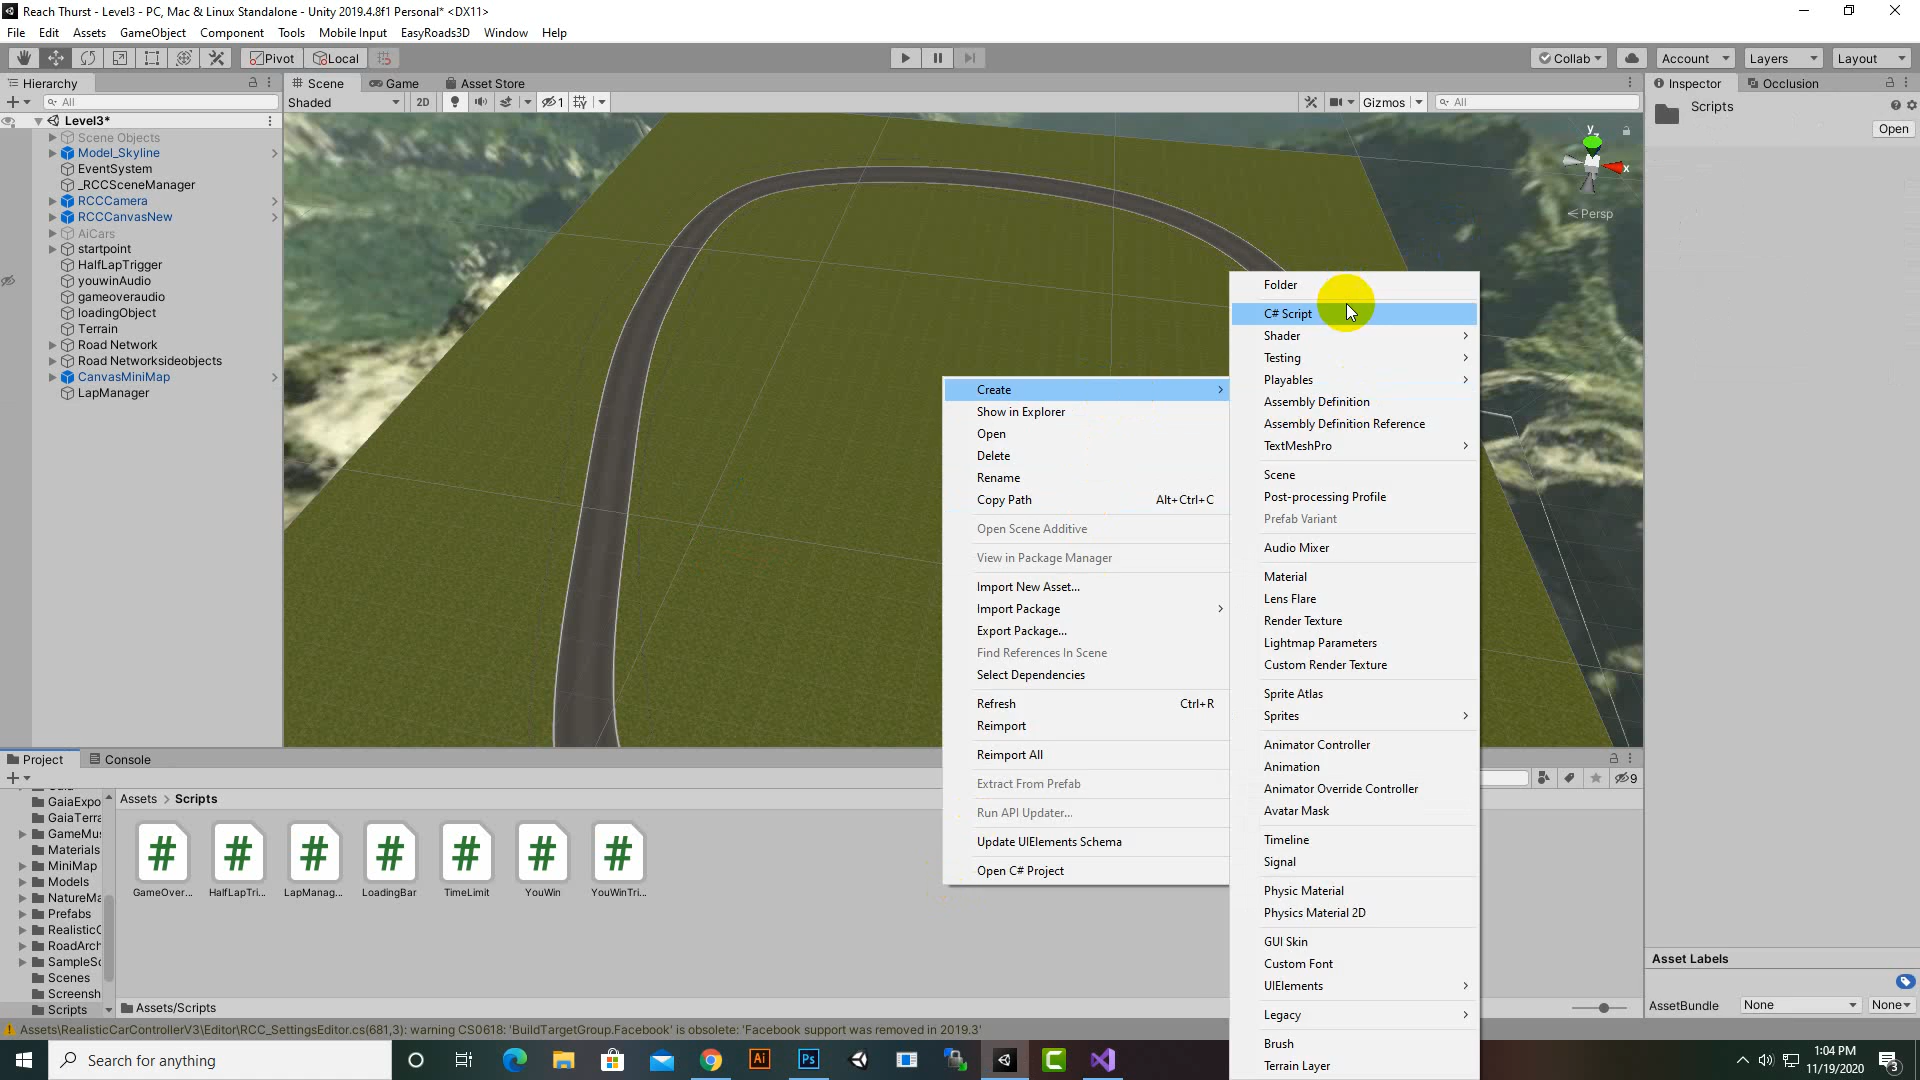 Reach Thurst - Level3 - PC, Mac & Linux Standalone - Unity 2019.4.8f1 Personal* <DX11>
File Edit Assets GameObject Component Tools Mobile Input EasyRoads3D Window Help
Pivot Local Collab Account Layers Layout
Hierarchy Scene Game Asset Store Inspector Occlusion
All Shaded 2D 1 Gizmos All Scripts
Open
Level3*
Scene Objects
Model_Skyline
EventSystem
_RCCSceneManager
RCCCamera
RCCCanvasNew
AiCars
startpoint
HalfLapTrigger
youwinAudio
gameoveraudio
loadingObject
Terrain
Road Network
Road Networksideobjects
CanvasMiniMap
LapManager
y
x
Persp
Create
Show in Explorer
Open
Delete
Rename
Copy Path Alt+Ctrl+C
Open Scene Additive
View in Package Manager
Import New Asset...
Import Package
Export Package...
Find References In Scene
Select Dependencies
Refresh Ctrl+R
Reimport
Reimport All
Extract From Prefab
Run API Updater...
Update UIElements Schema
Open C# Project
Folder
C# Script
Shader
Testing
Playables
Assembly Definition
Assembly Definition Reference
TextMeshPro
Scene
Post-processing Profile
Prefab Variant
Audio Mixer
Material
Lens Flare
Render Texture
Lightmap Parameters
Custom Render Texture
Sprite Atlas
Sprites
Animator Controller
Animation
Animator Override Controller
Avatar Mask
Timeline
Signal
Physic Material
Physics Material 2D
GUI Skin
Custom Font
UIElements
Legacy
Brush
Terrain Layer
Project Console
9
GaiaExpo
GaiaTerra
GameMus
Materials
MiniMap
Models
NatureMa
Prefabs
RealisticC
RoadArch
SampleSc
Scenes
Screensh
Scripts
Assets > Scripts
# # # # # # #
GameOver... HalfLapTri... LapManag... LoadingBar TimeLimit YouWin YouWinTri...
Assets/Scripts
Asset Labels
AssetBundle None None
Assets\RealisticCarControllerV3\Editor\RCC_SettingsEditor.cs(681,3): warning CS0618: 'BuildTargetGroup.Facebook' is obsolete: 'Facebook support was removed in 2019.3'
Search for anything
Ai Ps C
1:04 PM
11/19/2020
3